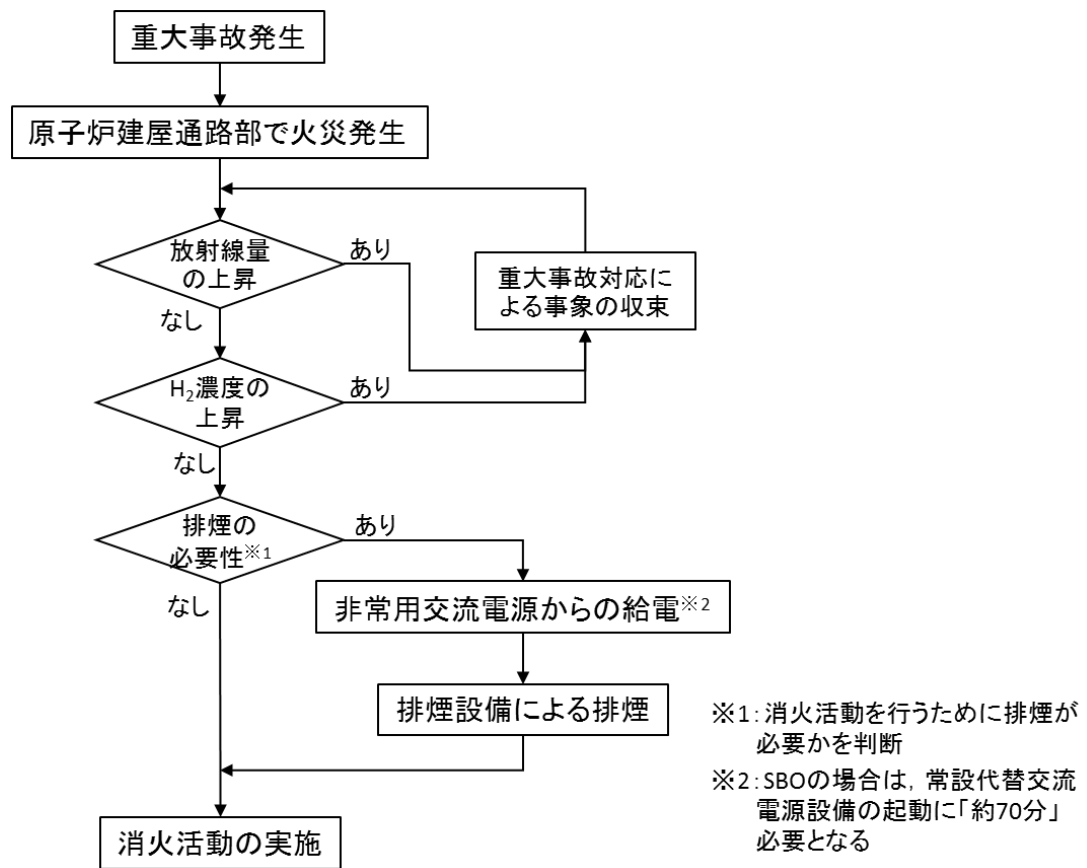 重大事故発生
原子炉建屋通路部で火災発生
放射線量
の上昇
あり
なし
重大事故対応に
よる事象の収束
H₂濃度の
上昇
あり
なし
排煙の
必要性※1
あり
なし
非常用交流電源からの給電※2
排煙設備による排煙
消火活動の実施
※1：消火活動を行うために排煙が
必要かを判断
※2：SBOの場合は，常設代替交流
電源設備の起動に「約70分」
必要となる